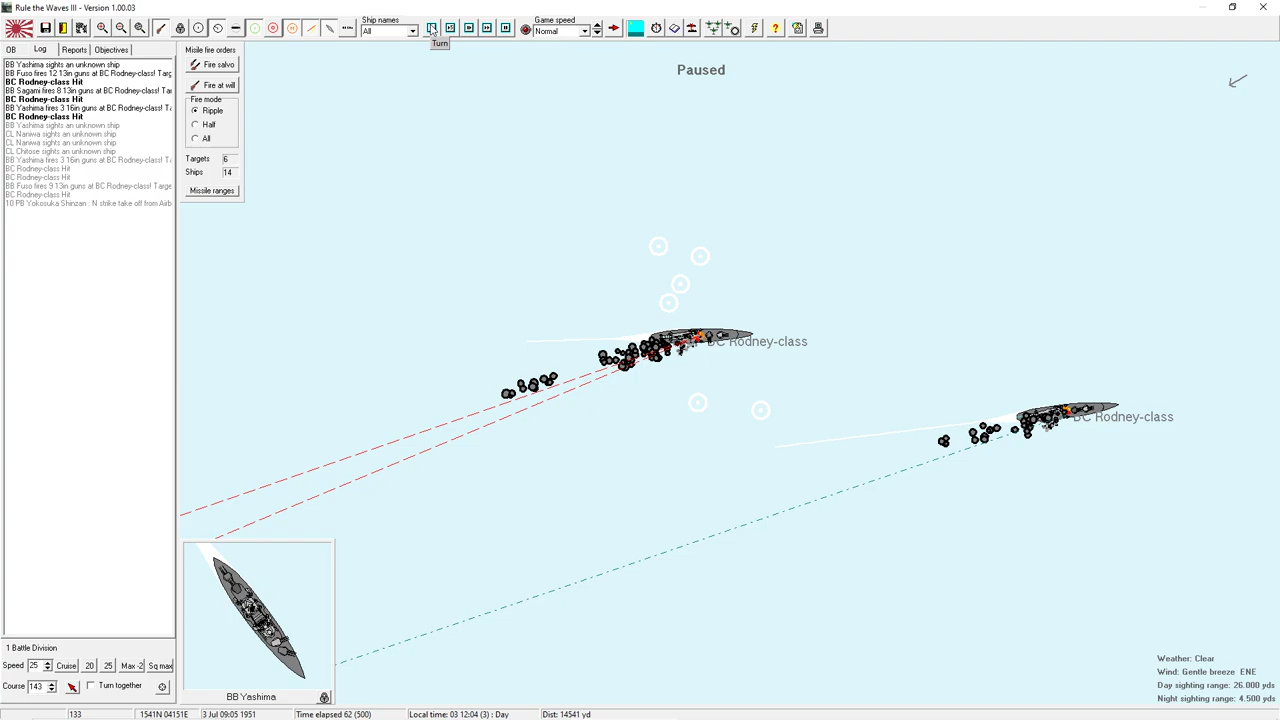 Rule the Waves III - Version 1.00.03
Ship names
All
Game speed
Normal
Turn
OB
Log
Reports
Objectives
BB Yashima sights an unknown ship
BB Fuso fires 12 13in guns at BC Rodney-class! Targe
BC Rodney-class Hit
BB Sagami fires 8 13in guns at BC Rodney-class! Ta
BC Rodney-class Hit
BB Yashima fires 3 16in guns at BC Rodney-class! T
BC Rodney-class Hit
BB Yashima sights an unknown ship
CL Naniwa sights an unknown ship
CL Naniwa sights an unknown ship
CL Chitose sights an unknown ship
BB Yashima fires 3 16in guns at BC Rodney-class! T
BC Rodney-class Hit
BC Rodney-class Hit
BB Fuso fires 9 13in guns at BC Rodney-class! Targe
BC Rodney-class Hit
10 PB Yokosuka Shinzan : N strike take off from Airb
Misile fire orders
Fire salvo
Fire at will
Fire mode
Ripple
Half
All
Targets 6
Ships 14
Missile ranges
Paused
BC Rodney-class
BC Rodney-class
BB Yashima
1 Battle Division
Speed 25 Cruise 20 25 Max -2 Sq max
Course 143 Turn together
Weather: Clear
Wind: Gentle breeze ENE
Day sighting range: 26.000 yds
Night sighting range: 4.500 yds
133
1541N 04151E
3 Jul 09:05 1951
Time elapsed 62 (500)
Local time: 03 12:04 (3) : Day
Dist: 14541 yd